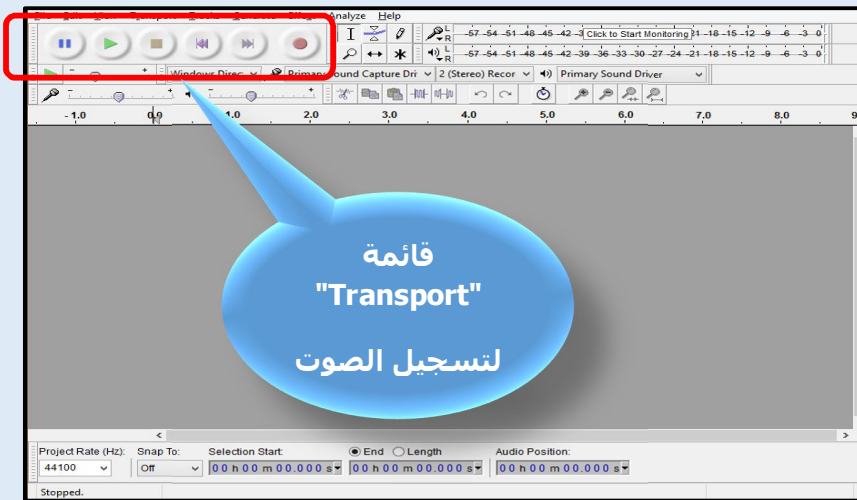 Analyze Help
-57 -54 -51 -48 -45 -42 -3 Click to Start Monitoring 21 -18 -15 -12 -9 -6 -3 0
-57 -54 -51 -48 -45 -42 -39 -36 -33 -30 -27 -24 -21 -18 -15 -12 -9 -6 -3 0
L
R
L
R
Windows Direc Primary Sound Capture Dri 2 (Stereo) Recor Primary Sound Driver
-1.0 0.0 1.0 2.0 3.0 4.0 5.0 6.0 7.0 8.0 9
قائمة
"Transport"
لتسجيل الصوت
Project Rate (Hz): Snap To: Selection Start: End Length Audio Position:
44100 Off 00 h 00 m 00.000 s 00 h 00 m 00.000 s 00 h 00 m 00.000 s
Stopped.